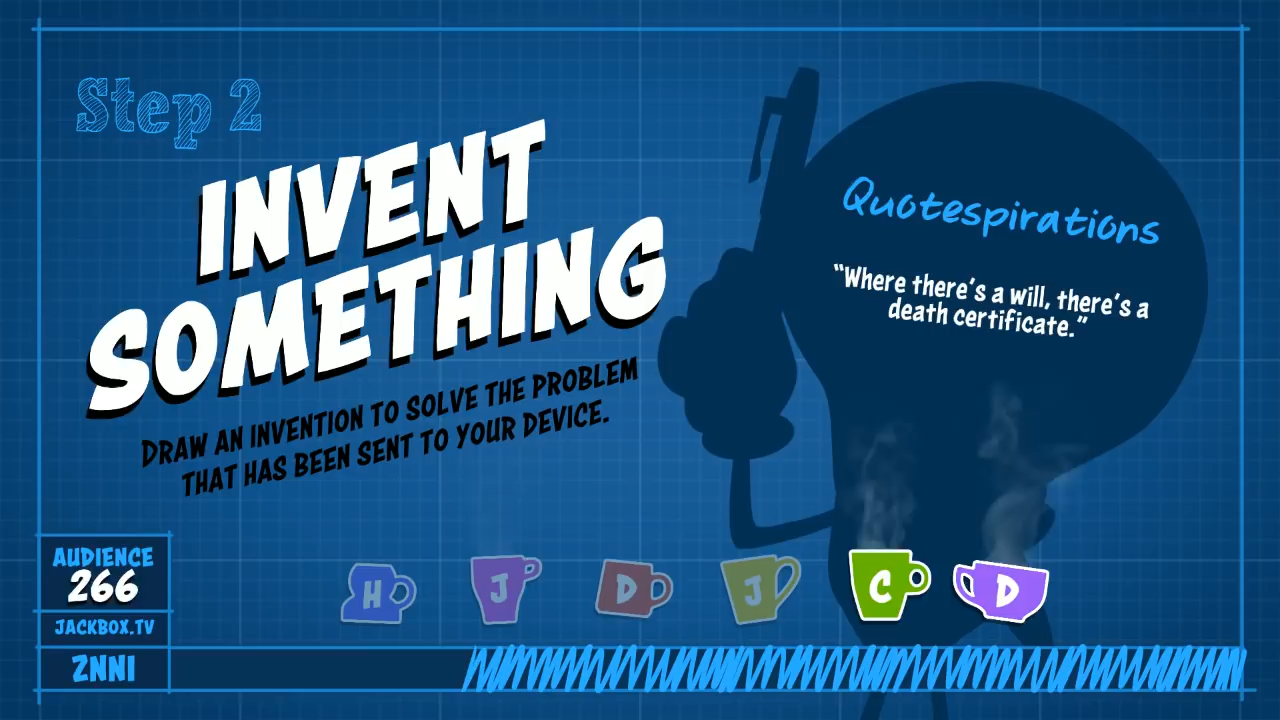 Step 2
INVENT
SOMETHING
DRAW AN INVENTION TO SOLVE THE PROBLEM
THAT HAS BEEN SENT TO YOUR DEVICE.
Quotespirations
“Where there’s a will, there’s a
death certificate.”
H J D J C D
AUDIENCE
266
JACKBOX.TV
ZNNI